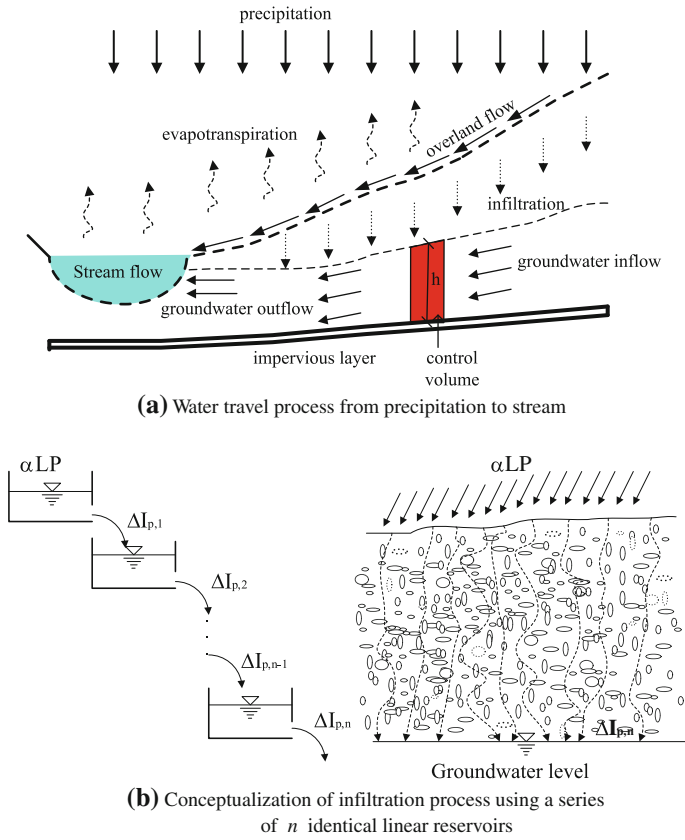 precipitation
evapotranspiration
overland flow
infiltration
Stream flow
h
groundwater inflow
groundwater outflow
impervious layer
control
volume
(a) Water travel process from precipitation to stream
αLP
αLP
ΔIp,1
ΔIp,2
ΔIp,n-1
ΔIp,n
ΔIp,n
Groundwater level
(b) Conceptualization of infiltration process using a series
of n identical linear reservoirs